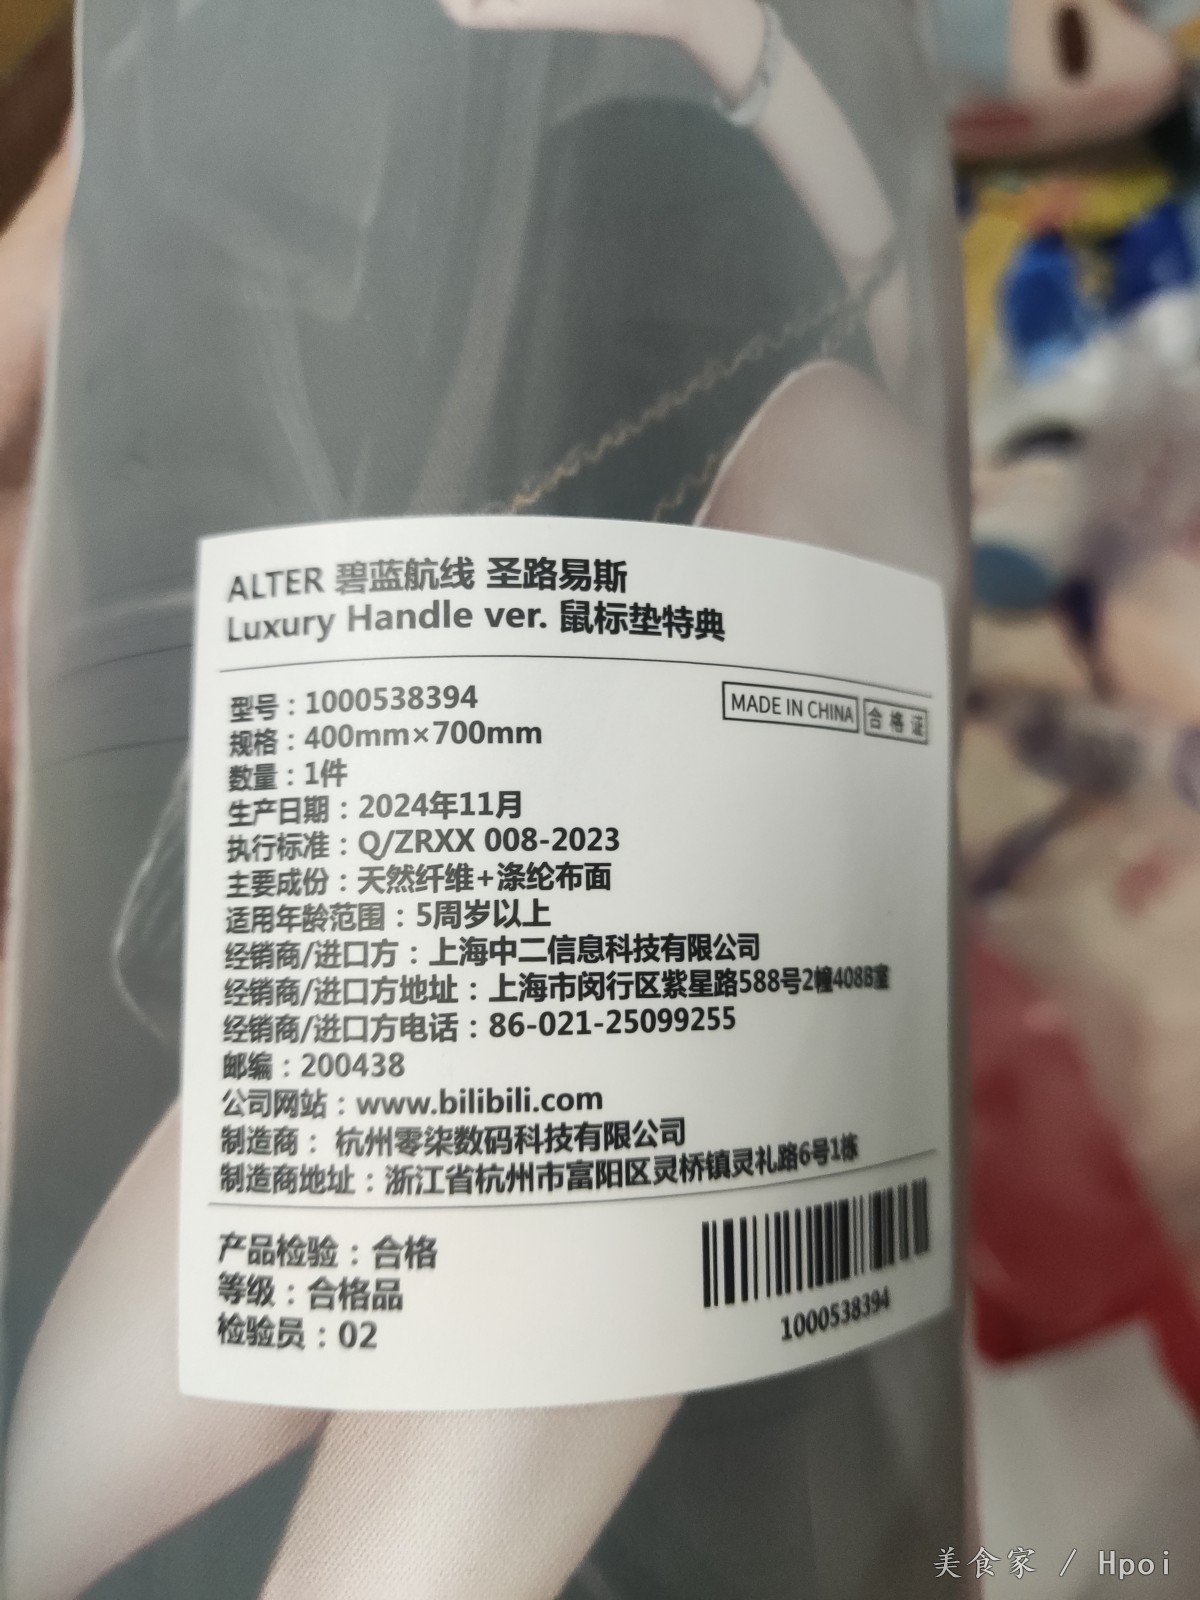 ALTER 碧蓝航线 圣路易斯
Luxury Handle ver. 鼠标垫特典
型号：1000538394
MADE IN CHINA 合格证
规格：400mm×700mm
数量：1件
生产日期：2024年11月
执行标准：Q/ZRXX 008-2023
主要成份：天然纤维+涤纶布面
适用年龄范围：5周岁以上
经销商/进口方：上海中二信息科技有限公司
经销商/进口方地址：上海市闵行区紫星路588号2幢408B室
经销商/进口方电话：86-021-25099255
邮编：200438
公司网站：www.bilibili.com
制造商： 杭州零柒数码科技有限公司
制造商地址：浙江省杭州市富阳区灵桥镇灵礼路6号1栋
产品检验：合格
等级：合格品
检验员：02
1000538394
美食家 / Hpoi